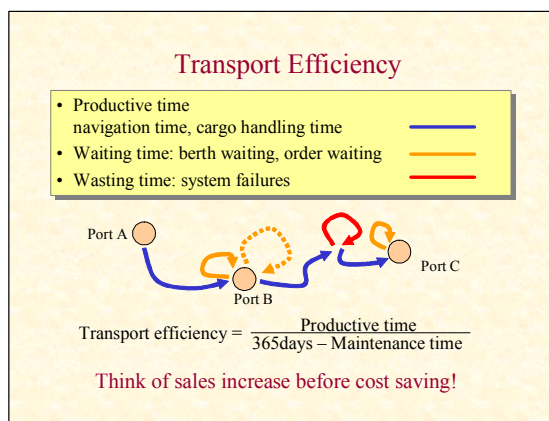 Transport Efficiency
• Productive time
navigation time, cargo handling time
• Waiting time: berth waiting, order waiting
• Wasting time: system failures
Port A
Port B
Port C
Transport efficiency = Productive time
365days – Maintenance time
Think of sales increase before cost saving!